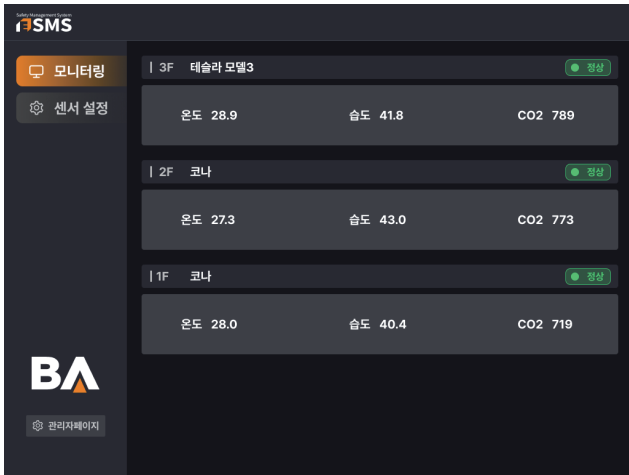 Safety Management System
SMS
모니터링
센서 설정
| 3F 테슬라 모델3 정상
온도 28.9 습도 41.8 CO2 789
| 2F 코나 정상
온도 27.3 습도 43.0 CO2 773
| 1F 코나 정상
온도 28.0 습도 40.4 CO2 719
BA
관리자페이지